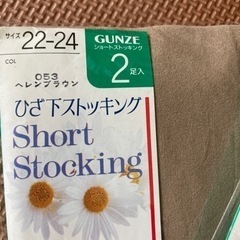 サイズ 22-24
COL
053
ヘレンブラウン
GUNZE
ショートストッキング
2足入
ひざ下ストッキング
Short
Stocking